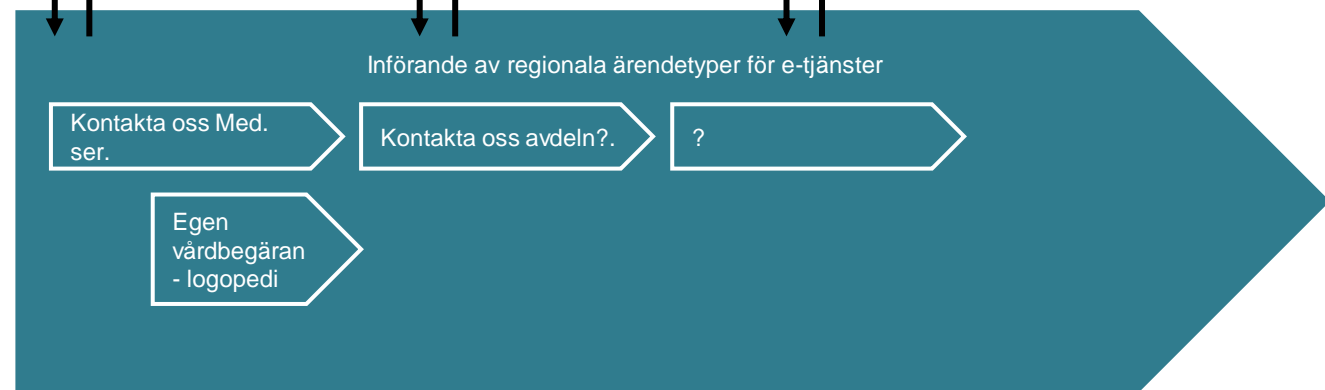 Införande av regionala ärendetyper för e-tjänster
Kontakta oss Med.
ser.
Kontakta oss avdeln?.
?
Egen
vårdbegäran
- logopedi